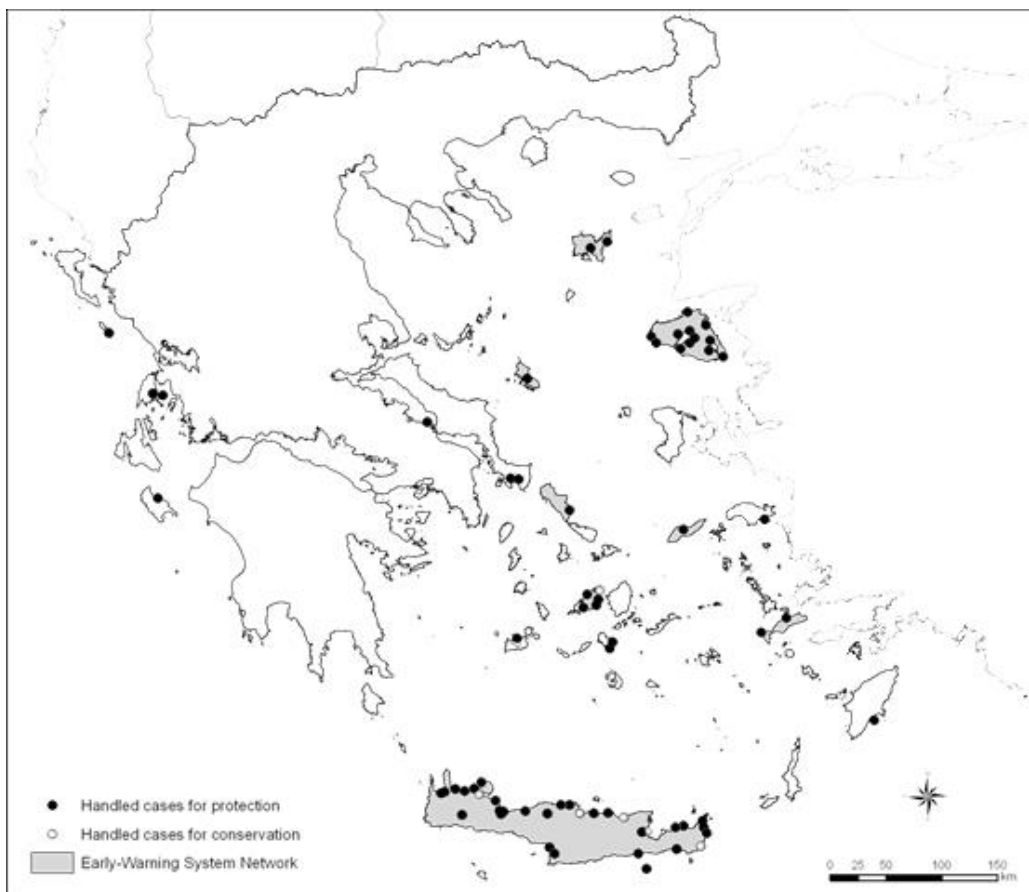 Handled cases for protection
Handled cases for conservation
Early-Warning System Network
0 25 50 100 150
km